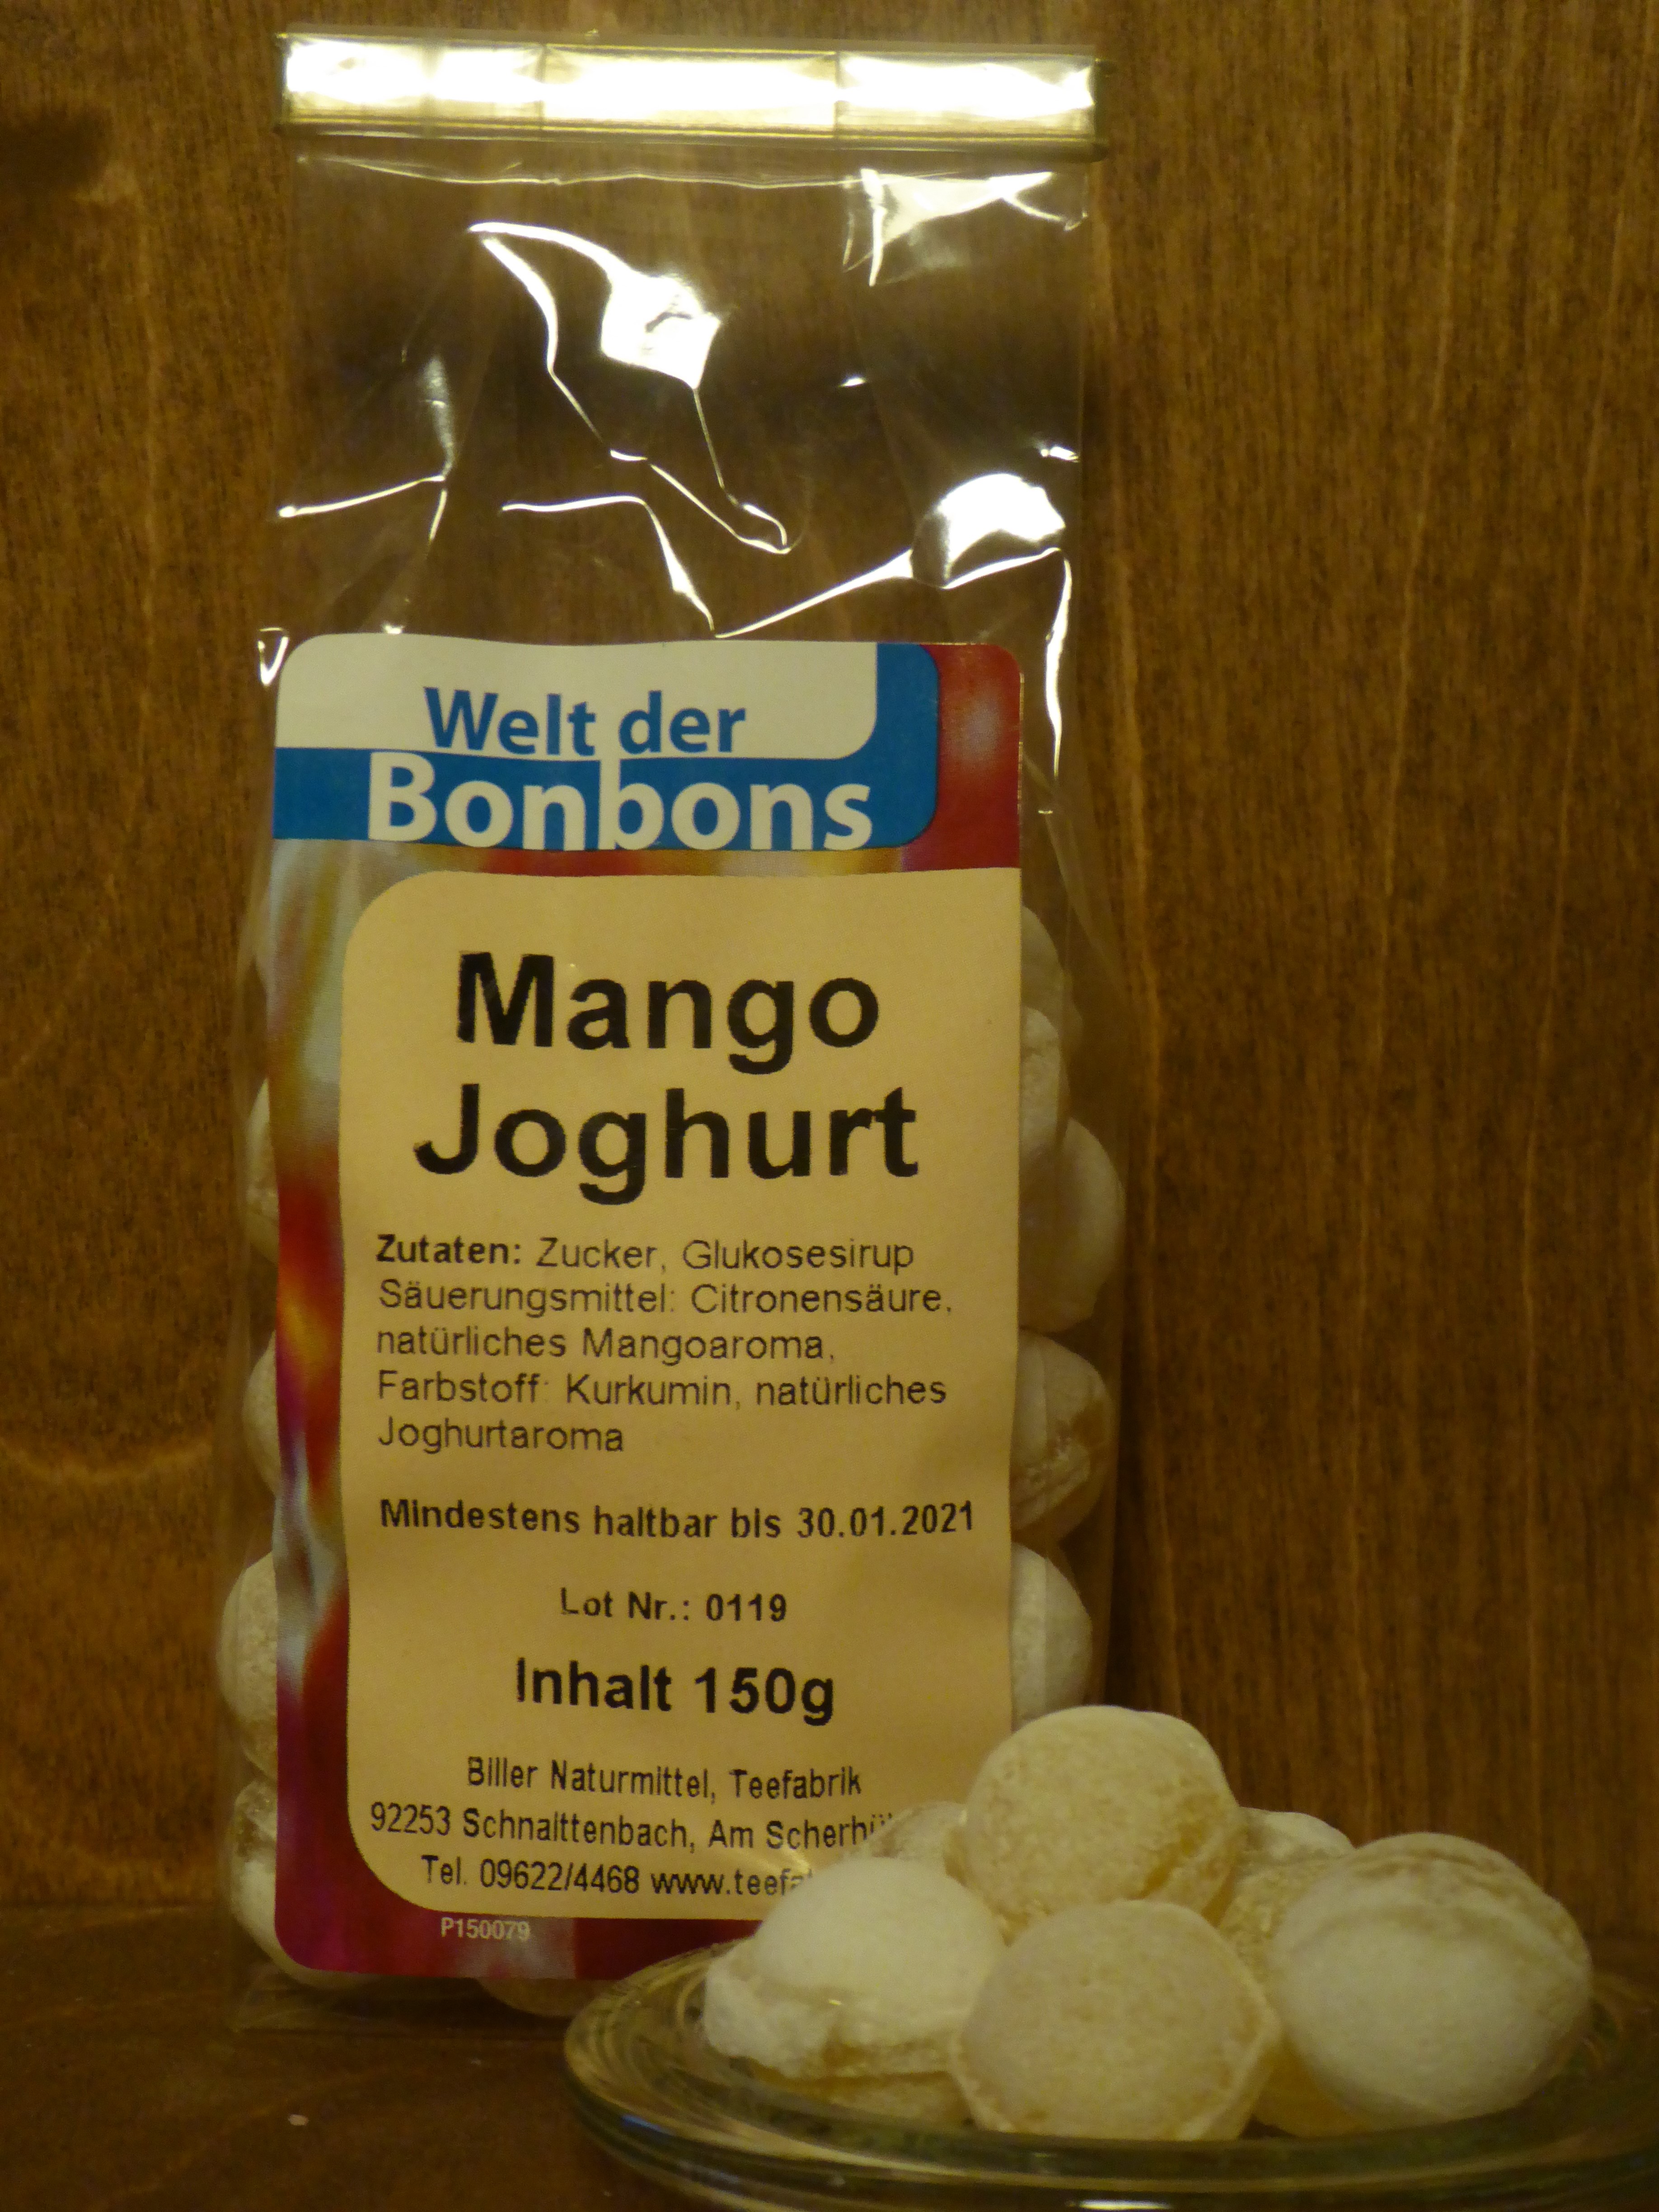 Welt der
Bonbons
Mango
Joghurt
Zutaten: Zucker, Glukosesirup
Säuerungsmittel: Citronensäure,
natürliches Mangoaroma,
Farbstoff: Kurkumin, natürliches
Joghurtaroma
Mindestens haltbar bis 30.01.2021
Lot Nr.: 0119
Inhalt 150g
Biller Naturmittel, Teefabrik
92253 Schnaittenbach, Am
Tel. 09622/4468
P150079